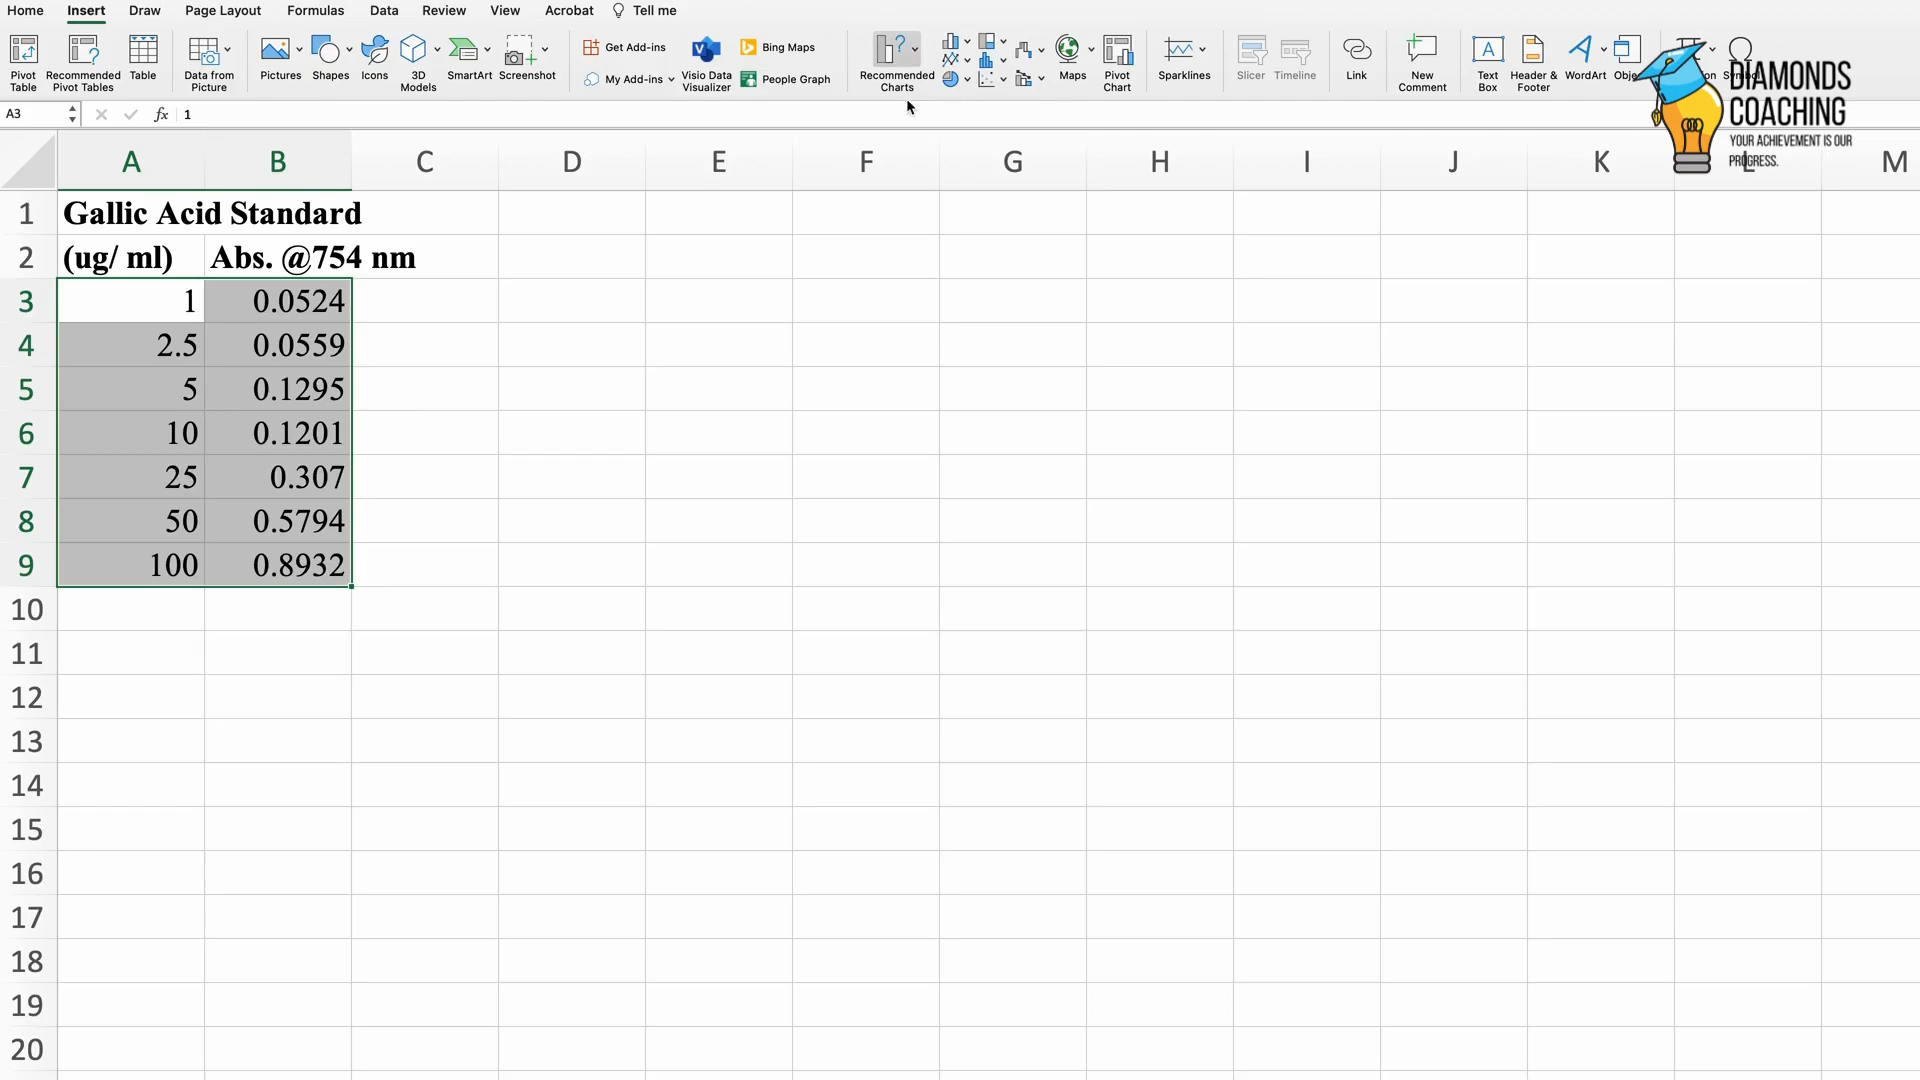 Home Insert Draw Page Layout Formulas Data Review View Acrobat Tell me
Pivot Table
Recommended Pivot Tables
Table
Data from Picture
Pictures
Shapes
Icons
3D Models
SmartArt
Screenshot
Get Add-ins
My Add-ins
Visio Data Visualizer
Bing Maps
People Graph
Recommended Charts
Maps
Pivot Chart
Sparklines
Slicer
Timeline
Link
New Comment
Text Box
Header & Footer
WordArt
DIAMONDS
COACHING
YOUR ACHIEVEMENT IS OUR
PROGRESS.
A3 fx 1
A B C D E F G H I J K L M
1 Gallic Acid Standard
2 (ug/ ml) Abs. @754 nm
3 1 0.0524
4 2.5 0.0559
5 5 0.1295
6 10 0.1201
7 25 0.307
8 50 0.5794
9 100 0.8932
10
11
12
13
14
15
16
17
18
19
20